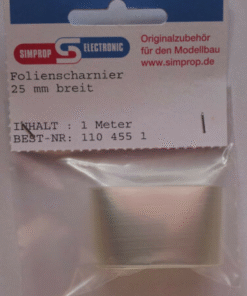 SIMPROP S ELECTRONIC
Originalzubehör
für den Modellbau
www.simprop.de
Folienscharnier
25 mm breit
INHALT : 1 Meter
BEST-NR: 110 455 1